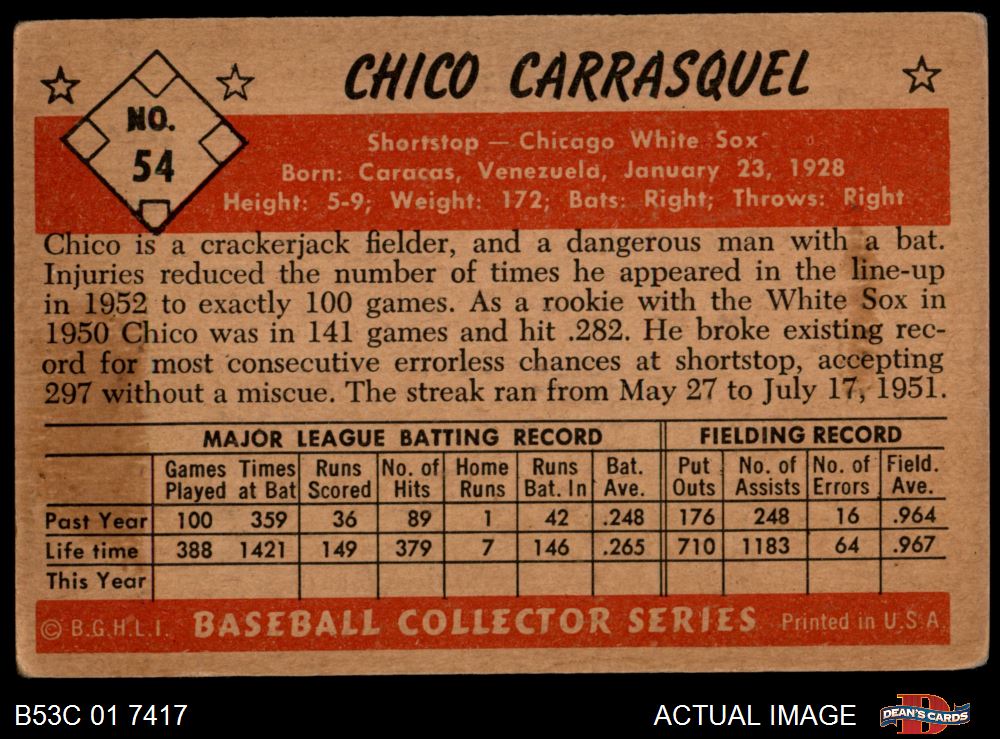 CHICO CARRASQUEL
NO.
54
Shortstop — Chicago White Sox
Born: Caracas, Venezuela, January 23, 1928
Height: 5-9; Weight: 172; Bats: Right; Throws: Right
Chico is a crackerjack fielder, and a dangerous man with a bat.
Injuries reduced the number of times he appeared in the line-up
in 1952 to exactly 100 games. As a rookie with the White Sox in
1950 Chico was in 141 games and hit .282. He broke existing rec-
ord for most consecutive errorless chances at shortstop, accepting
297 without a miscue. The streak ran from May 27 to July 17, 1951.
MAJOR LEAGUE BATTING RECORD FIELDING RECORD
Games Times Runs No. of Home Runs Bat. Put No. of No. of Field.
Played at Bat Scored Hits Runs Bat. In Ave. Outs Assists Errors Ave.
Past Year 100 359 36 89 1 42 .248 176 248 16 .964
Life time 388 1421 149 379 7 146 .265 710 1183 64 .967
This Year
© B.G.H.L.I. BASEBALL COLLECTOR SERIES Printed in U.S.A.
B53C 01 7417 ACTUAL IMAGE DEAN'S CARDS